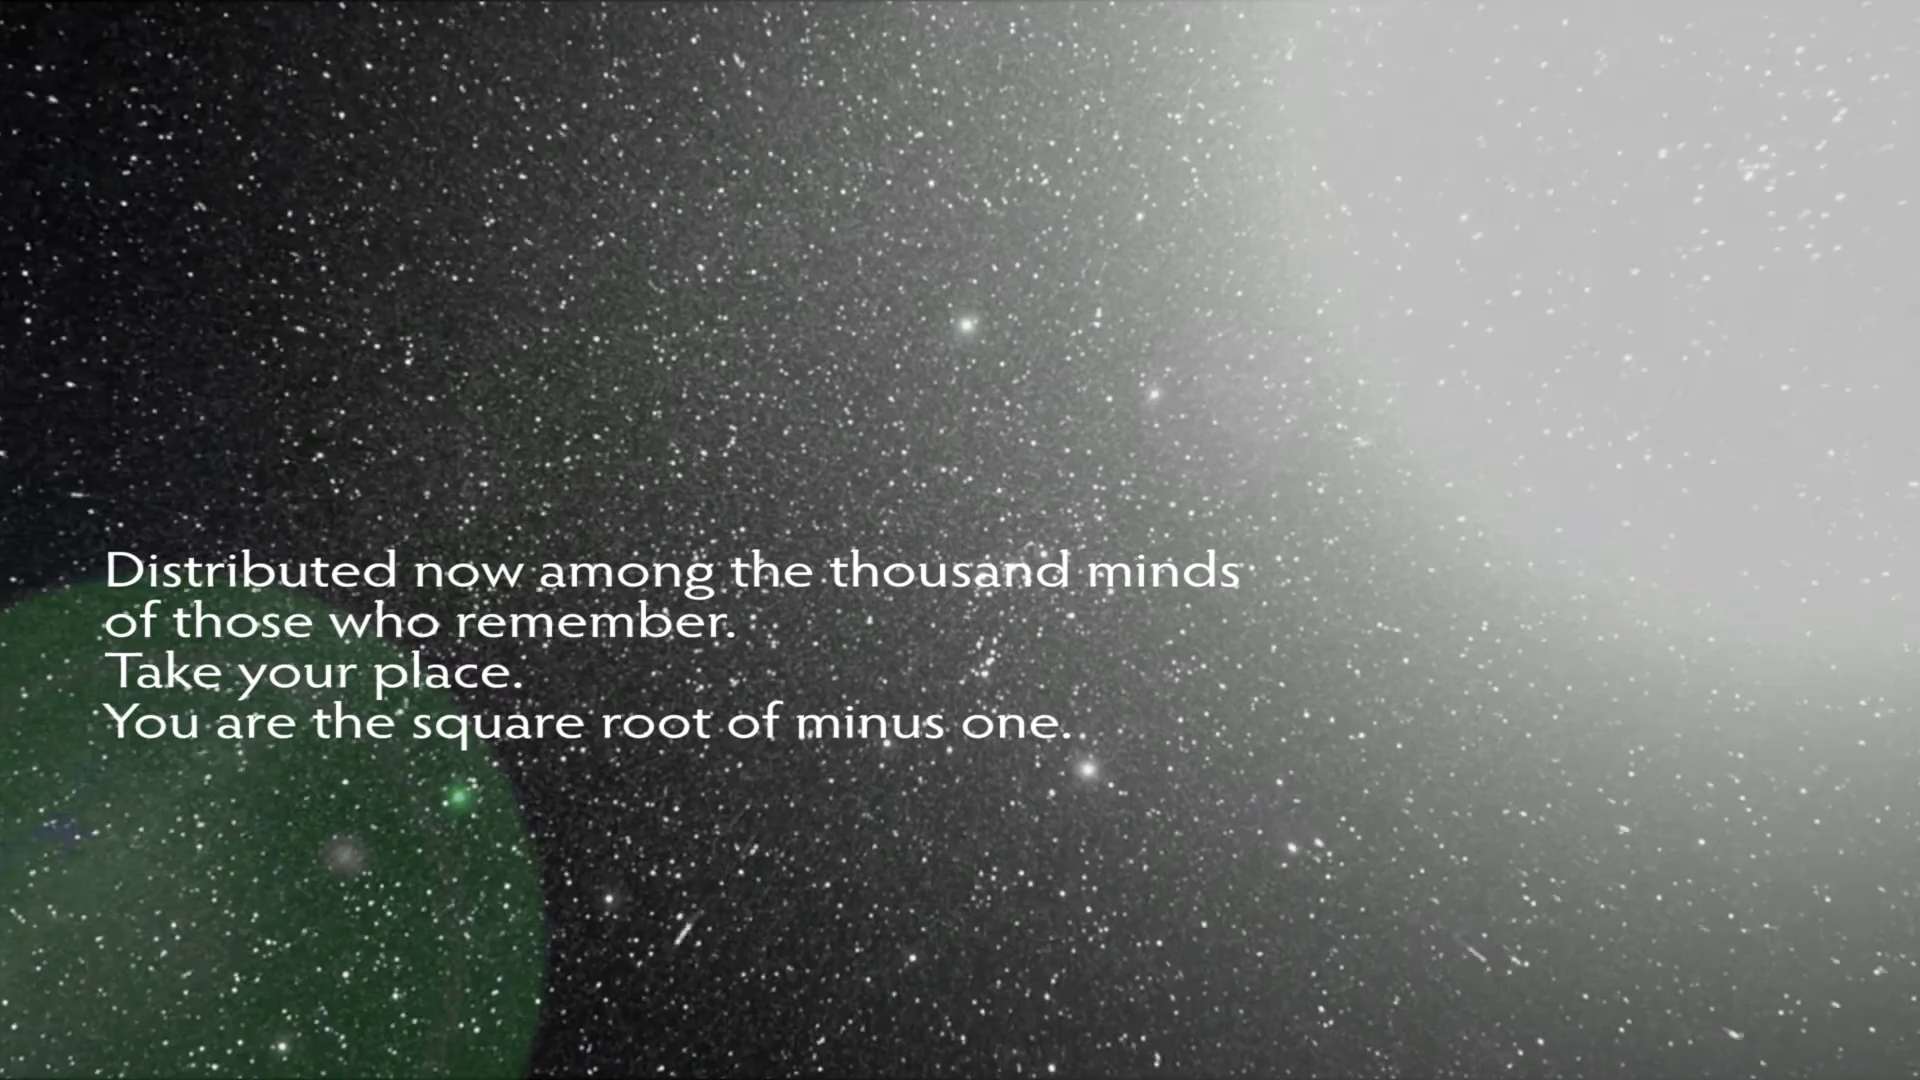 Distributed now among the thousand minds
of those who remember.
Take your place.
You are the square root of minus one.